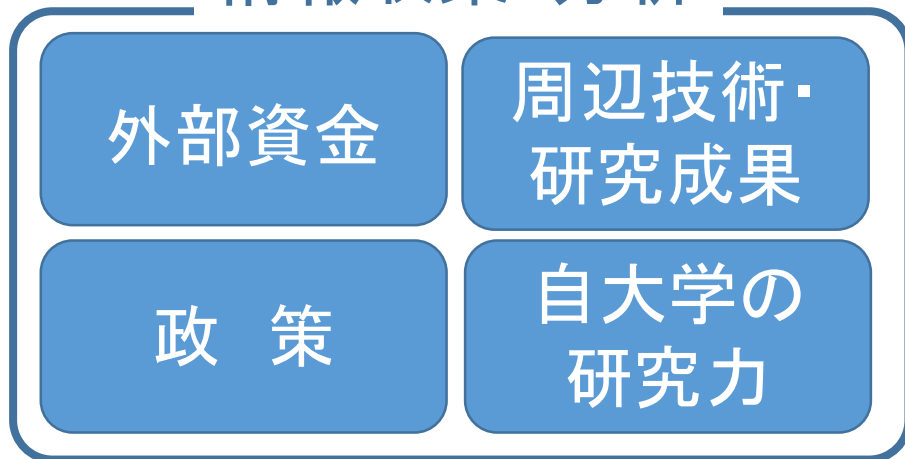 外部資金
周辺技術・
研究成果
政　策
自大学の
研究力